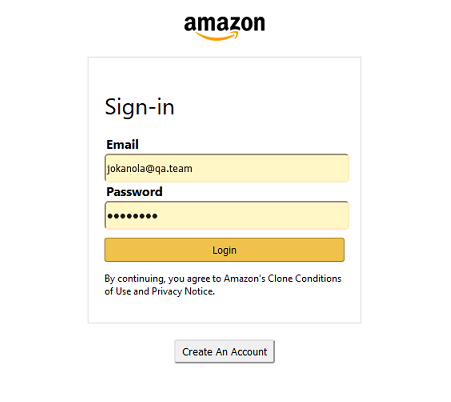 amazon
Sign-in
Email
jokanola@qa.team
Password
••••••••
Login
By continuing, you agree to Amazon's Clone Conditions
of Use and Privacy Notice.
Create An Account